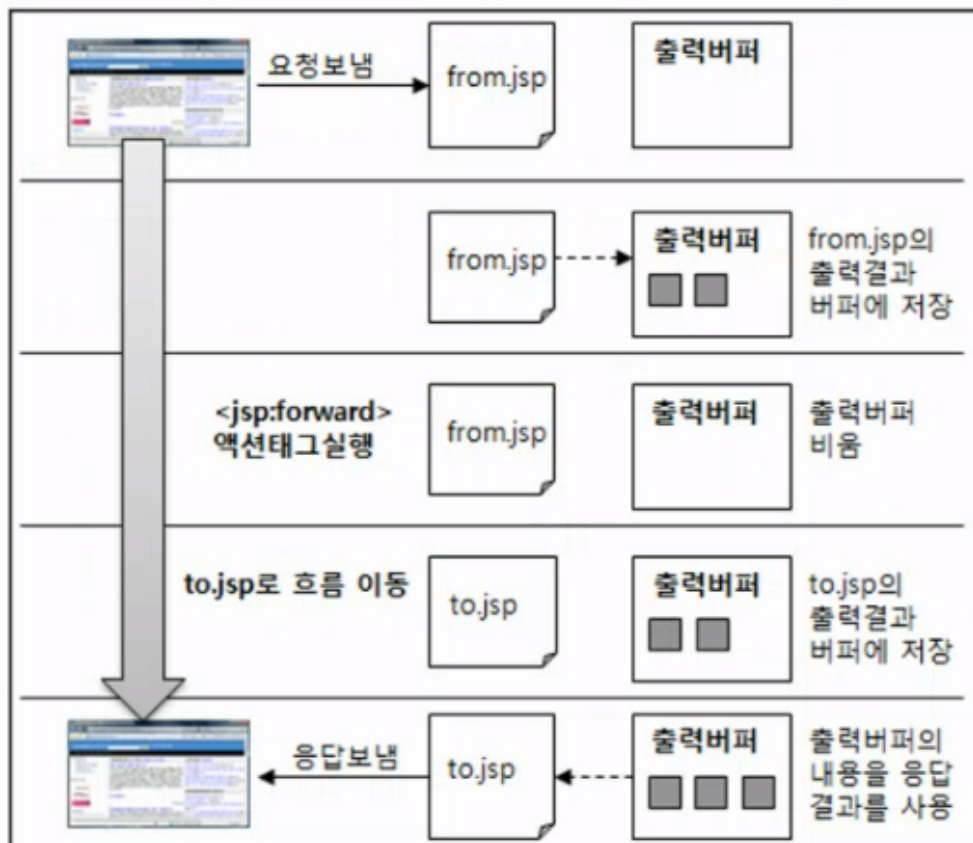 요청보냄
from.jsp
출력버퍼
from.jsp
출력버퍼
from.jsp의
출력결과
버퍼에 저장
<jsp:forward>
액션태그실행
from.jsp
출력버퍼
출력버퍼
비움
to.jsp로 흐름 이동
to.jsp
출력버퍼
to.jsp의
출력결과
버퍼에 저장
응답보냄
to.jsp
출력버퍼
출력버퍼의
내용을 응답
결과를 사용